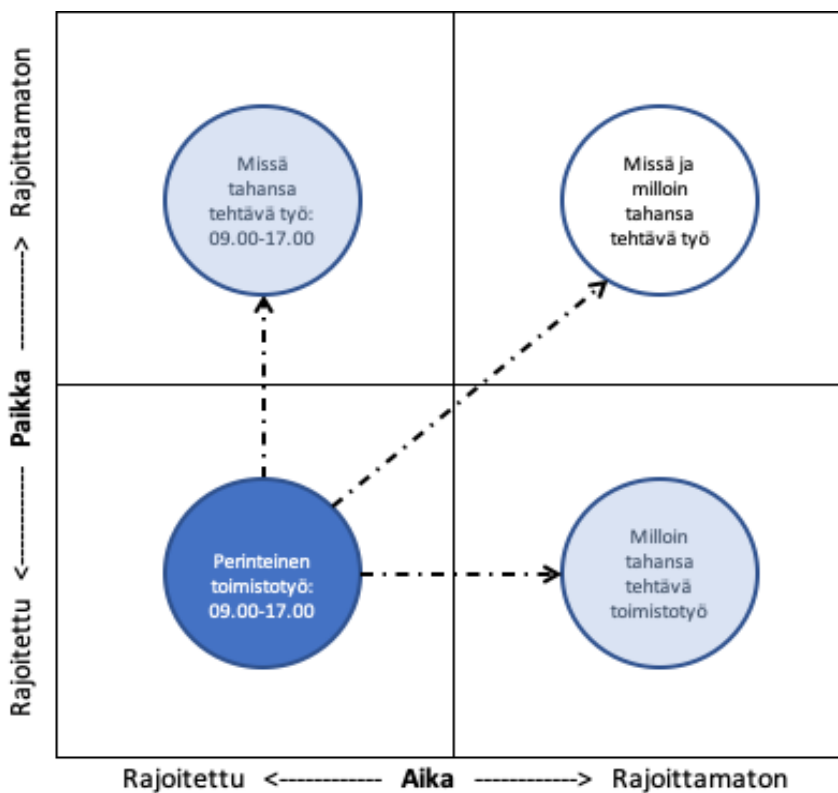 Rajoitettu <------------- Paikka -------------> Rajoittamaton
Missä
tahansa
tehtävä työ:
09.00-17.00
Missä ja
milloin
tahansa
tehtävä työ
Perinteinen
toimistotyö:
09.00-17.00
Milloin
tahansa
tehtävä
toimistotyö
Rajoitettu <------------- Aika -------------> Rajoittamaton